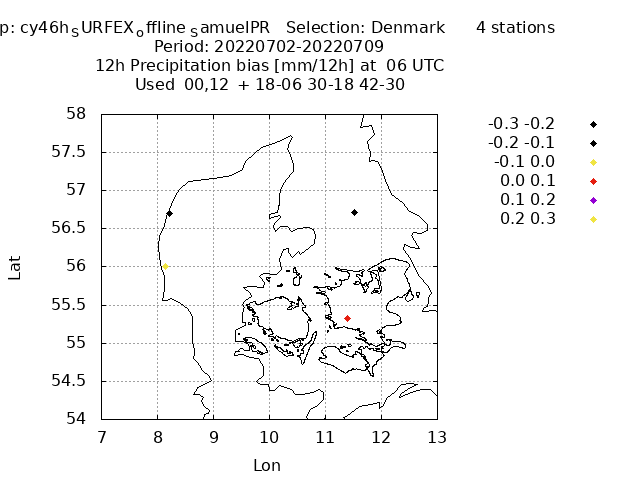 p: cy46hSURFEXoffline SamuelPR   Selection: Denmark      4 stations
Period: 20220702-20220709
12h Precipitation bias [mm/12h] at  06 UTC
Used  00,12  + 18-06 30-18 42-30
58
57.5
57
56.5
56
55.5
55
54.5
54
7 8 9 10 11 12 13
Lat
Lon
-0.3 -0.2
-0.2 -0.1
-0.1 0.0
0.0 0.1
0.1 0.2
0.2 0.3